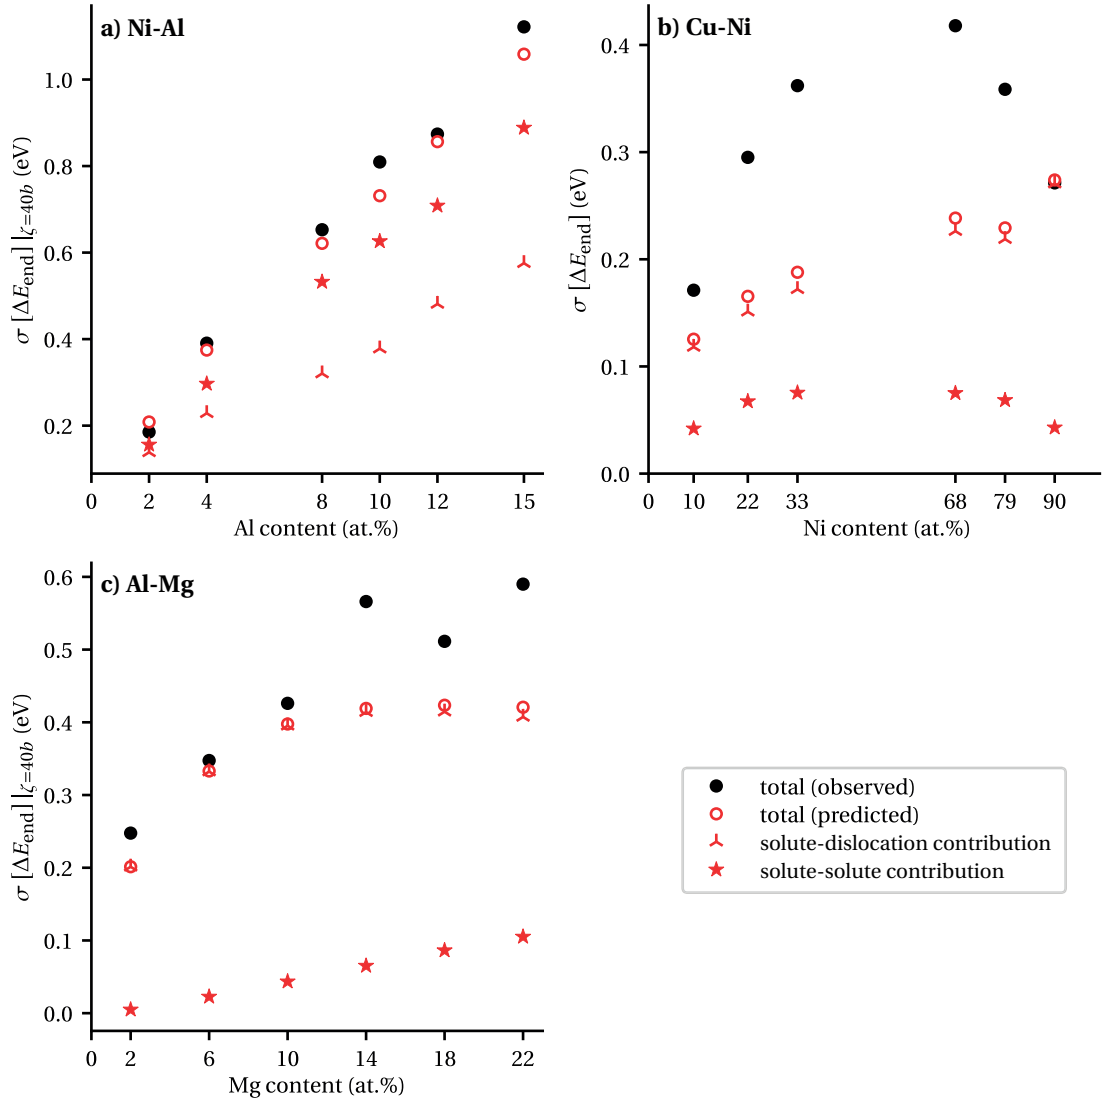 a) Ni-Al
σ [ΔE_end]|ζ=40b (eV)
1.0
0.8
0.6
0.4
0.2
0 2 4 8 10 12 15
Al content (at.%)
b) Cu-Ni
σ [ΔE_end] (eV)
0.4
0.3
0.2
0.1
0.0
0 10 22 33 68 79 90
Ni content (at.%)
c) Al-Mg
σ [ΔE_end]|ζ=40b (eV)
0.6
0.5
0.4
0.3
0.2
0.1
0.0
0 2 6 10 14 18 22
Mg content (at.%)
total (observed)
total (predicted)
solute-dislocation contribution
solute-solute contribution